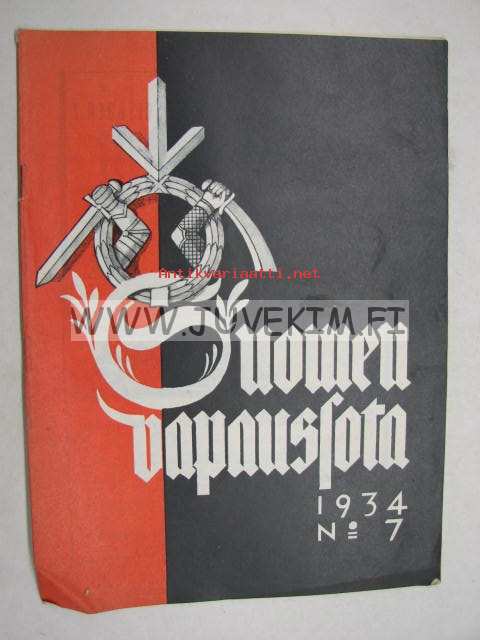 Antikvariaatti.net
WWW.JUVEKIM.FI
Suomen
vapaussota
1934
No 7